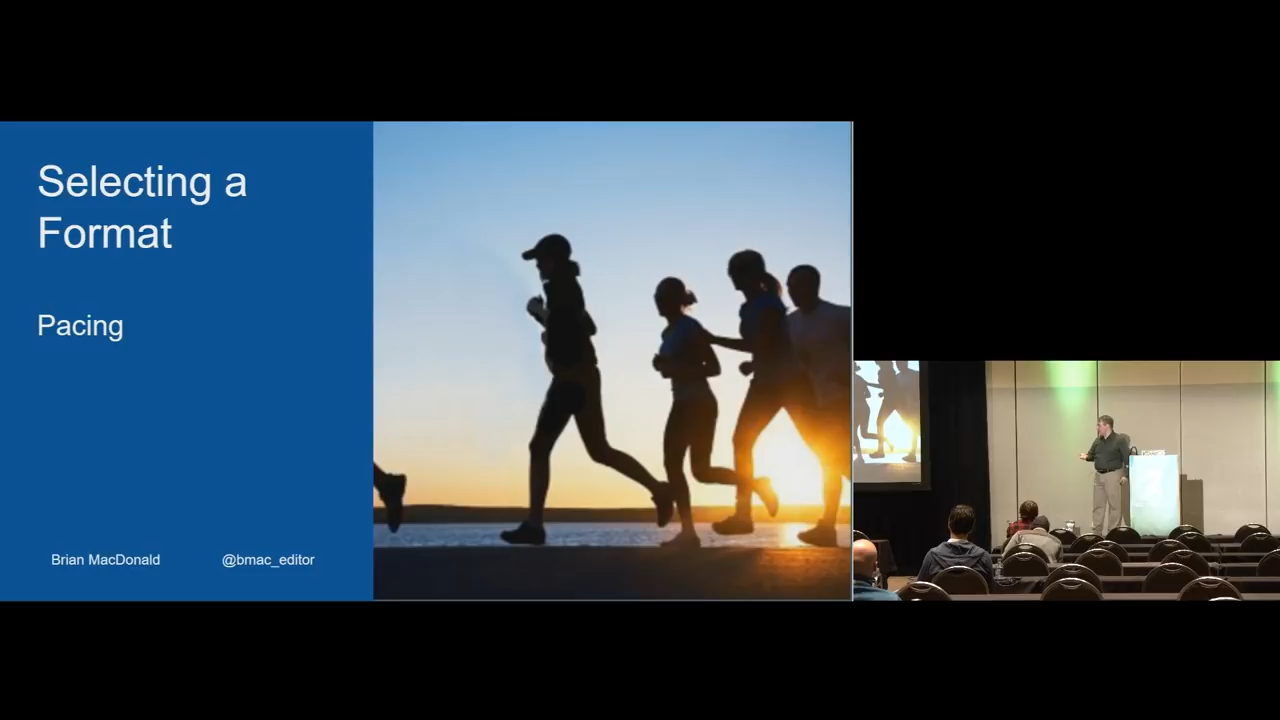 Selecting a
Format
Pacing
Brian MacDonald
@bmac_editor